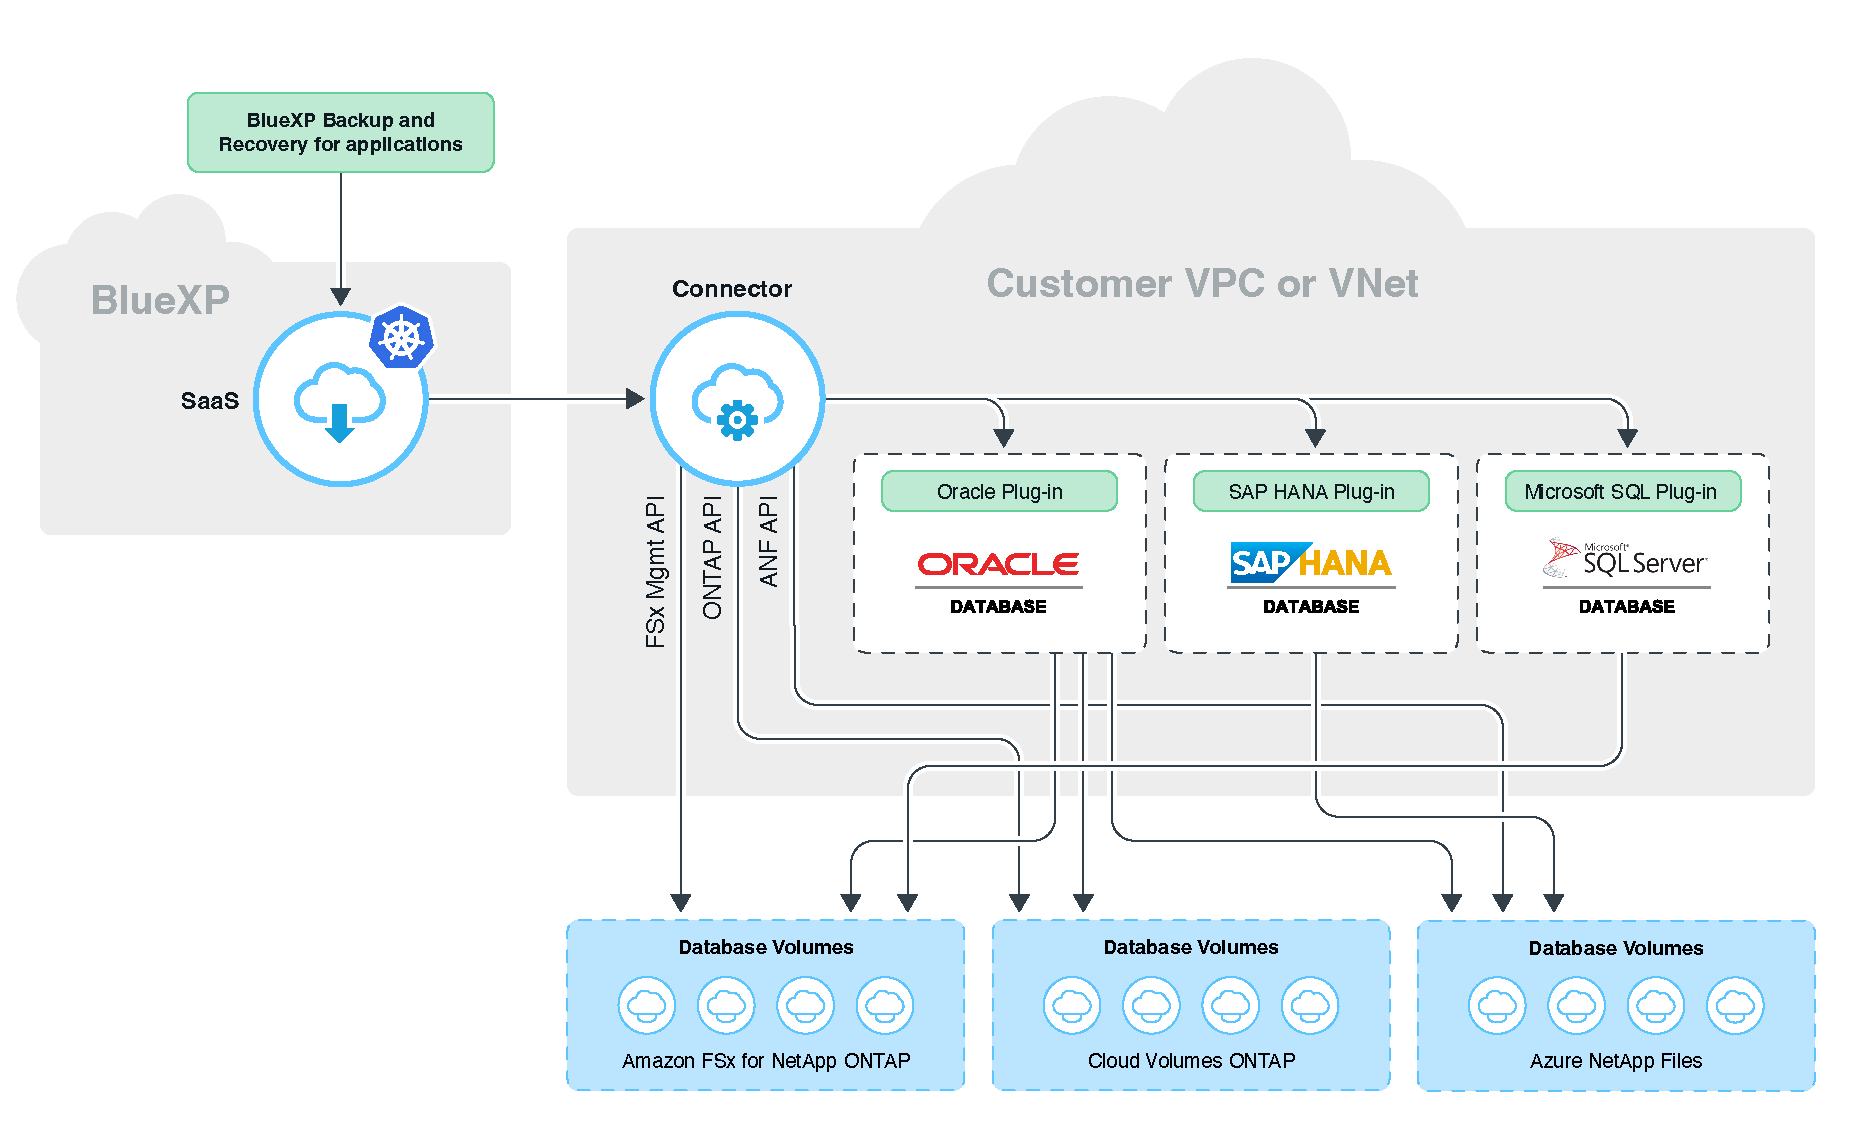 BlueXP Backup and
Recovery for applications
BlueXP
SaaS
Customer VPC or VNet
Connector
FSx Mgmt API
ONTAP API
ANF API
Oracle Plug-in
ORACLE
DATABASE
SAP HANA Plug-in
SAP HANA
DATABASE
Microsoft SQL Plug-in
Microsoft®
SQL Server
DATABASE
Database Volumes
Amazon FSx for NetApp ONTAP
Database Volumes
Cloud Volumes ONTAP
Database Volumes
Azure NetApp Files